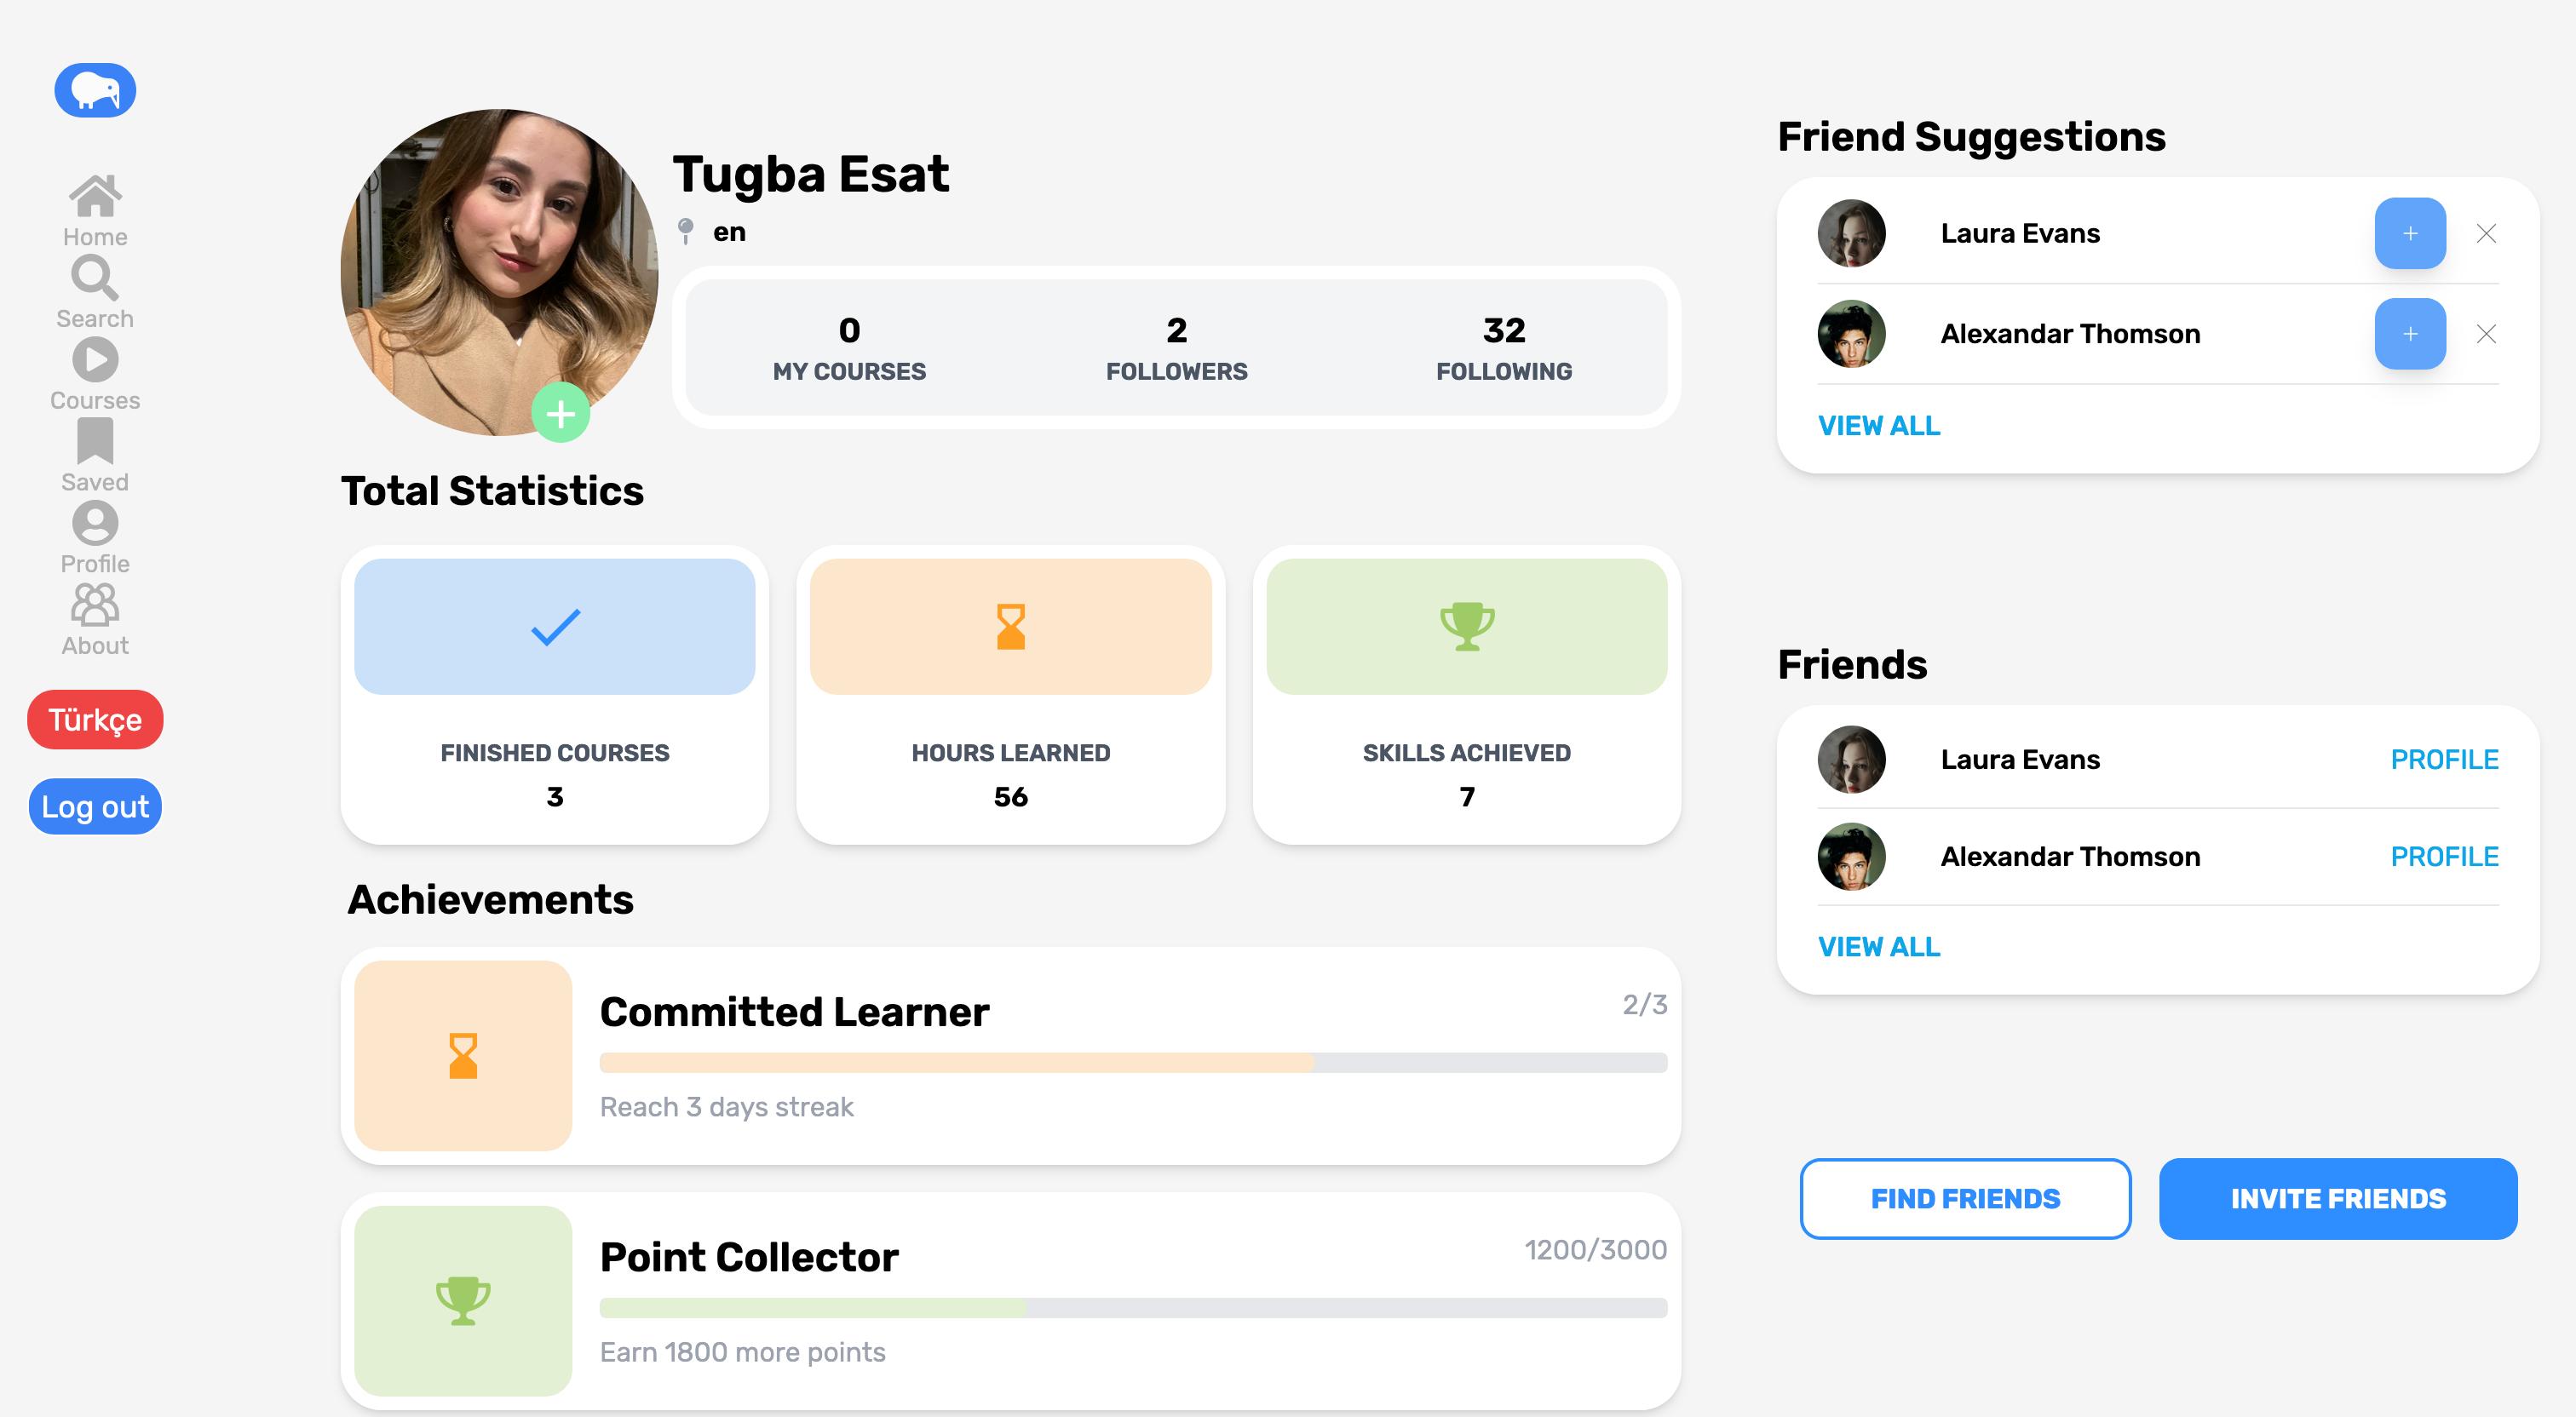 Home
Search
Courses
Saved
Profile
About
Türkçe
Log out
Tugba Esat
en
0
MY COURSES
2
FOLLOWERS
32
FOLLOWING
Total Statistics
FINISHED COURSES
3
HOURS LEARNED
56
SKILLS ACHIEVED
7
Achievements
Committed Learner
2/3
Reach 3 days streak
Point Collector
1200/3000
Earn 1800 more points
Friend Suggestions
Laura Evans
Alexandar Thomson
VIEW ALL
Friends
Laura Evans
PROFILE
Alexandar Thomson
PROFILE
VIEW ALL
FIND FRIENDS
INVITE FRIENDS